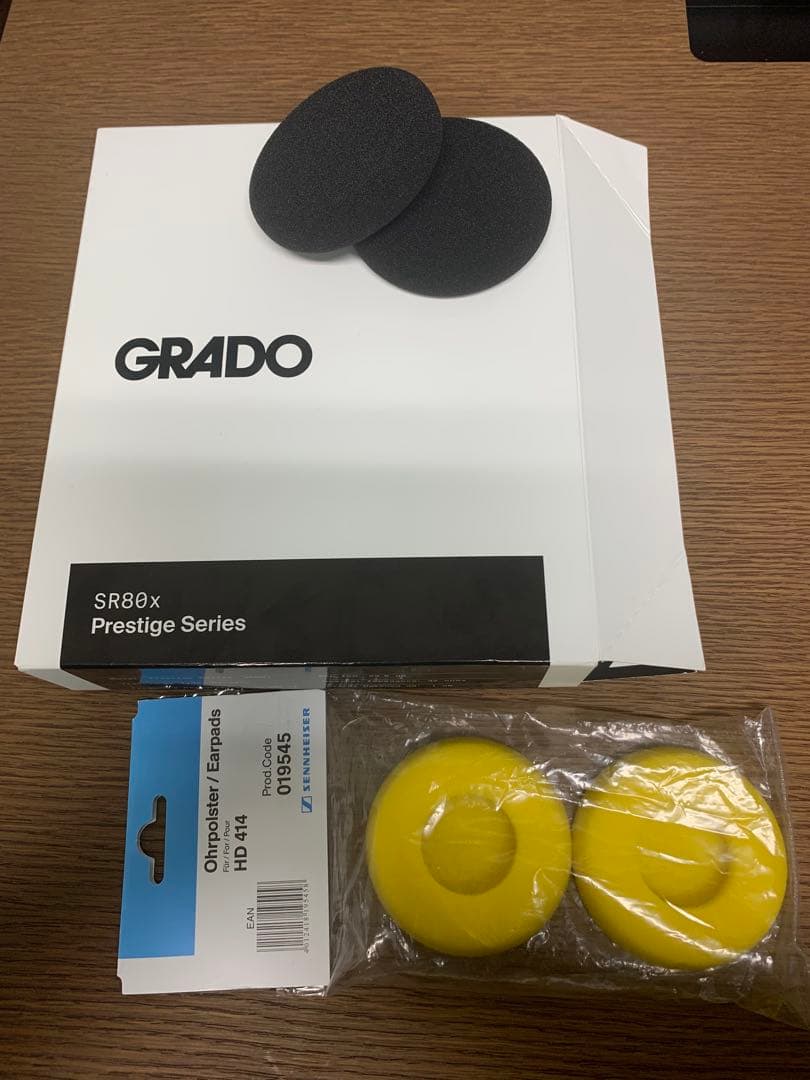 GRADO
SR80x
Prestige Series
Ohrpolster / Earpads
Für / For / Pour
HD 414
Prod.Code
019545
SENNHEISER
EAN